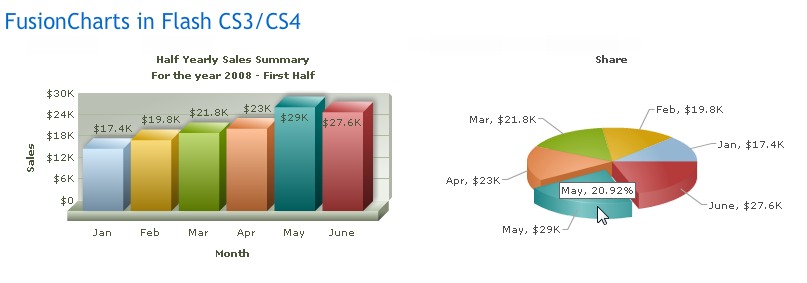 FusionCharts in Flash CS3/CS4
Half Yearly Sales Summary
For the year 2008 - First Half
$30K
$24K
$18K
$12K
$6K
$0
Sales
$17.4K
$19.8K
$21.8K
$23K
$29K
$27.6K
Jan
Feb
Mar
Apr
May
June
Month
Share
Feb, $19.8K
Mar, $21.8K
Jan, $17.4K
Apr, $23K
May, 20.92%
June, $27.6K
May, $29K